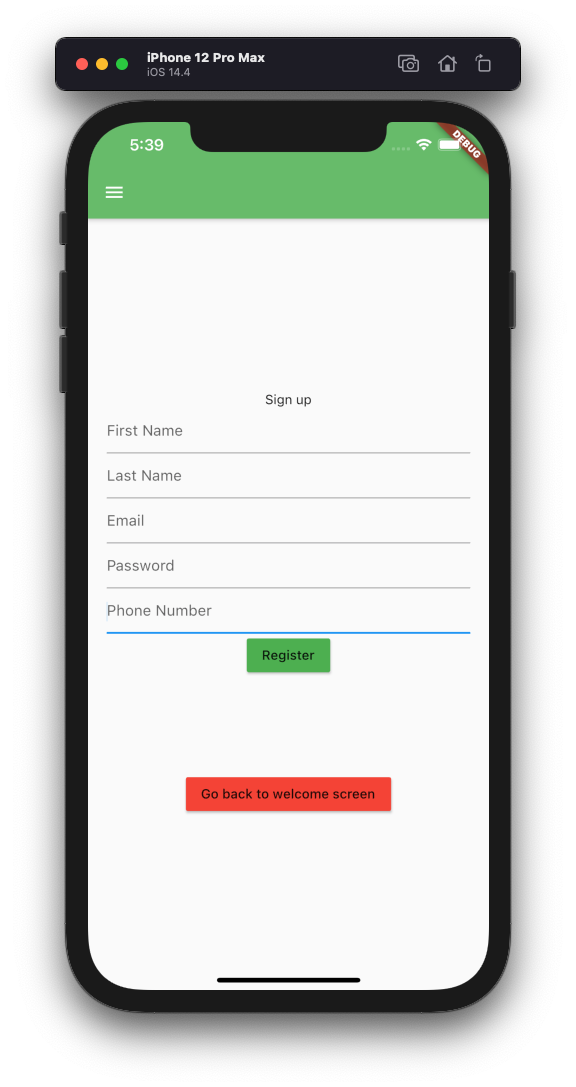 iPhone 12 Pro Max
iOS 14.4
5:39
DEBUG
Sign up
First Name
Last Name
Email
Password
Phone Number
Register
Go back to welcome screen